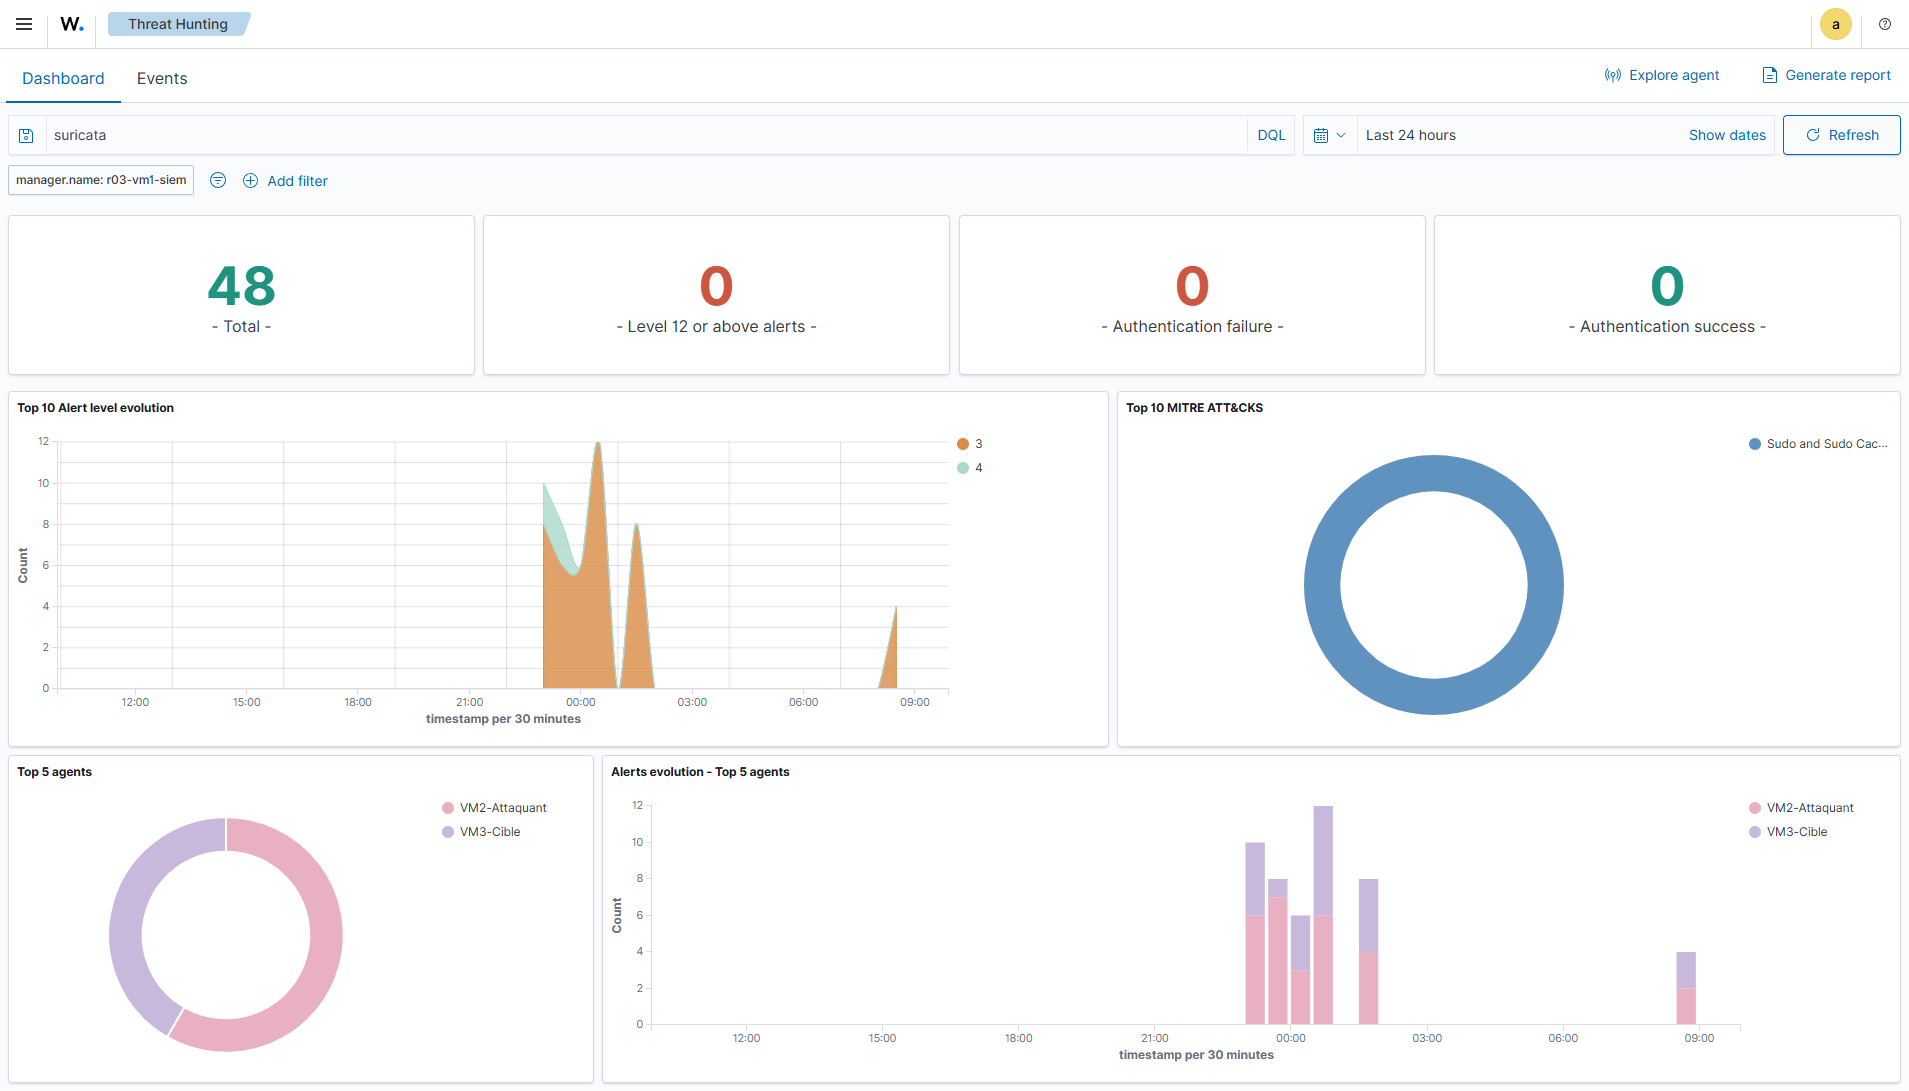 W. Threat Hunting a
Dashboard Events Explore agent Generate report
suricata DQL Last 24 hours Show dates Refresh
manager.name: r03-vm1-siem Add filter
48
- Total -
0
- Level 12 or above alerts -
0
- Authentication failure -
0
- Authentication success -
Top 10 Alert level evolution
12
10
8
6
4
2
0
Count
12:00 15:00 18:00 21:00 00:00 03:00 06:00 09:00
timestamp per 30 minutes
3
4
Top 10 MITRE ATT&CKS
Sudo and Sudo Cac...
Top 5 agents
VM2-Attaquant
VM3-Cible
Alerts evolution - Top 5 agents
12
10
8
6
4
2
0
Count
12:00 15:00 18:00 21:00 00:00 03:00 06:00 09:00
timestamp per 30 minutes
VM2-Attaquant
VM3-Cible